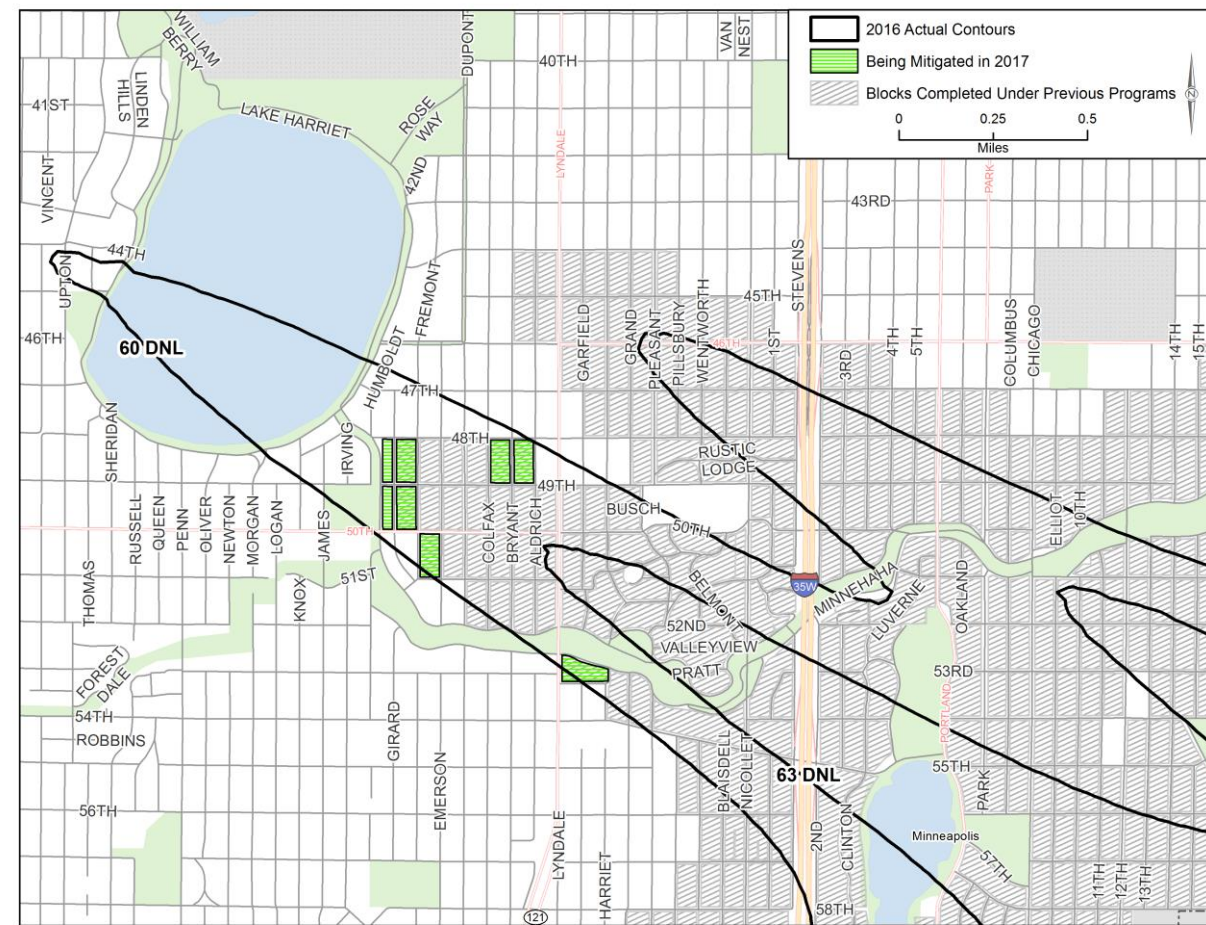 2016 Actual Contours
Being Mitigated in 2017
Blocks Completed Under Previous Programs
N
0
0.25
0.5
Miles
WILLIAM
BERRY
DUPONT
VAN
NEST
40TH
41ST
LINDEN
HILLS
LAKE HARRIET
ROSE
WAY
42ND
LYNDALE
PARK
VINCENT
43RD
44TH
UPTON
STEVENS
45TH
46TH
60 DNL
FREMONT
HUMBOLDT
GARFIELD
GRAND
PLEASANT
PILLSBURY
WENTWORTH
46TH
1ST
3RD
4TH
5TH
COLUMBUS
CHICAGO
14TH
15TH
47TH
48TH
SHERIDAN
IRVING
RUSTIC
LODGE
49TH
BUSCH
50TH
ELLIOT
10TH
RUSSELL
QUEEN
PENN
OLIVER
NEWTON
MORGAN
LOGAN
JAMES
50TH
COLFAX
BRYANT
ALDRICH
THOMAS
KNOX
51ST
BELMONT
35W
MINNEHAHA
LUVERNE
OAKLAND
52ND
VALLEYVIEW
PRATT
53RD
FOREST
DALE
54TH
ROBBINS
GIRARD
EMERSON
BLAISDELL
NICOLLET
63 DNL
PORTLAND
55TH
PARK
56TH
LYNDALE
HARRIET
2ND
CLINTON
Minneapolis
57TH
11TH
12TH
13TH
121
58TH